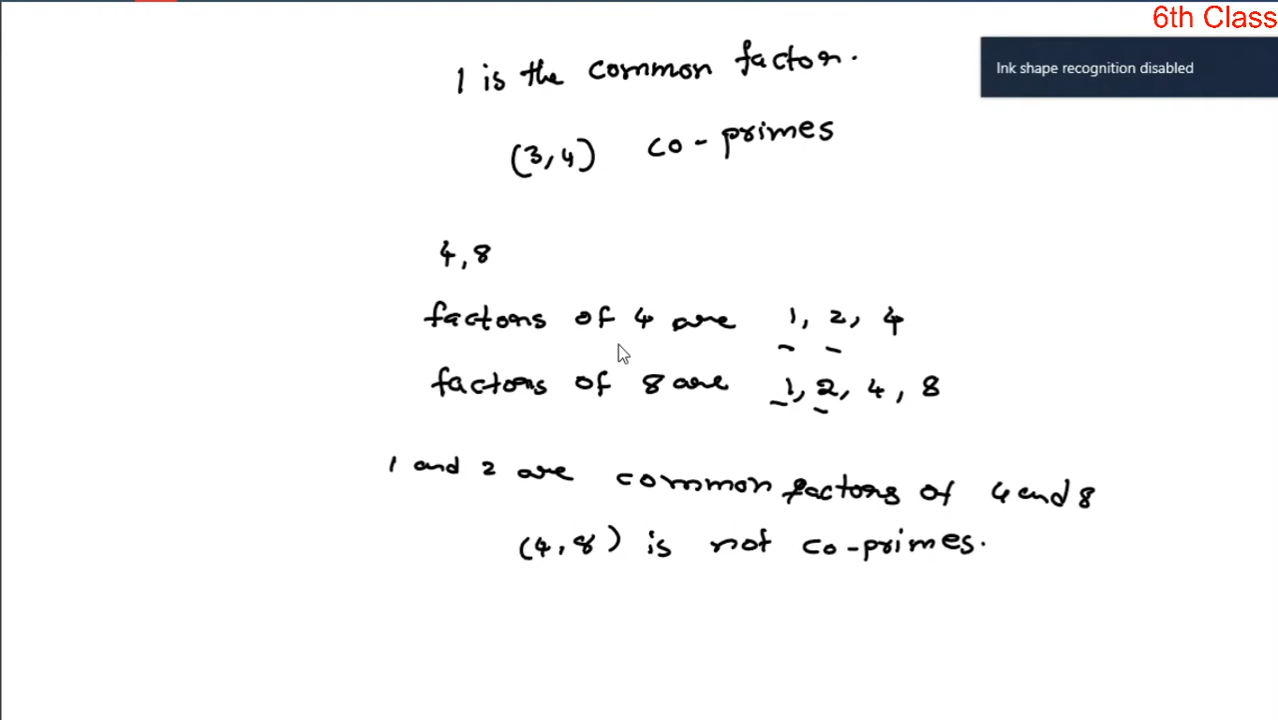 6th Class
Ink shape recognition disabled
1 is the common factor.
(3,4) co-primes
4,8
factors of 4 are 1, 2, 4
factors of 8 are 1, 2, 4, 8
1 and 2 are common factors of 4 and 8
(4,8) is not co-primes.